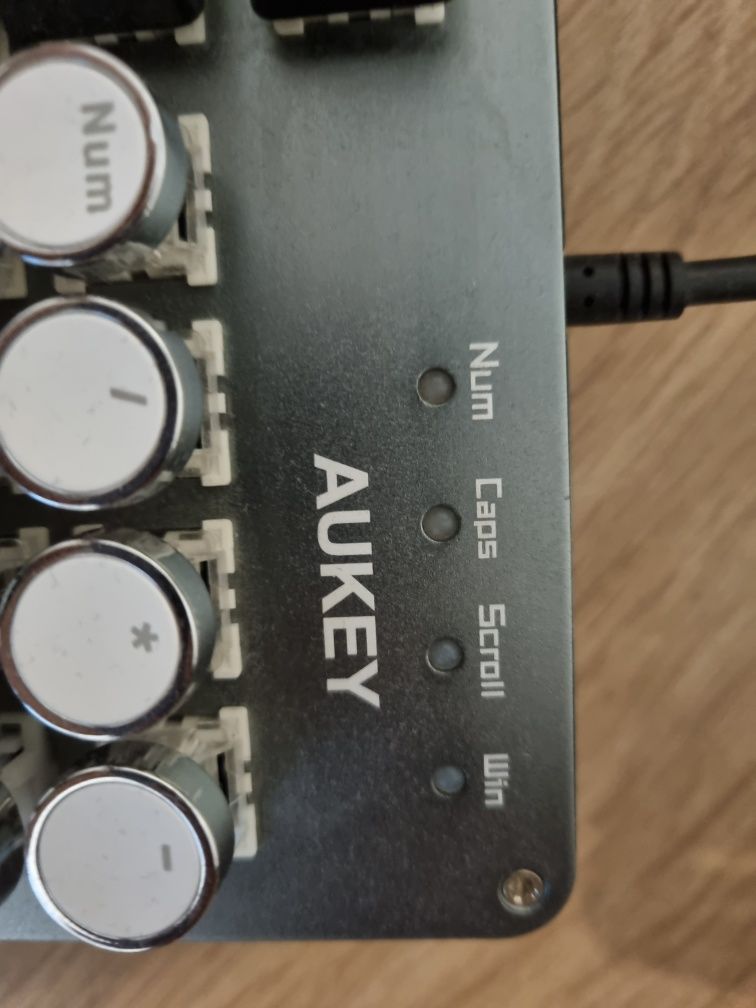 Num Caps Scroll Win
AUKEY
Num / * -